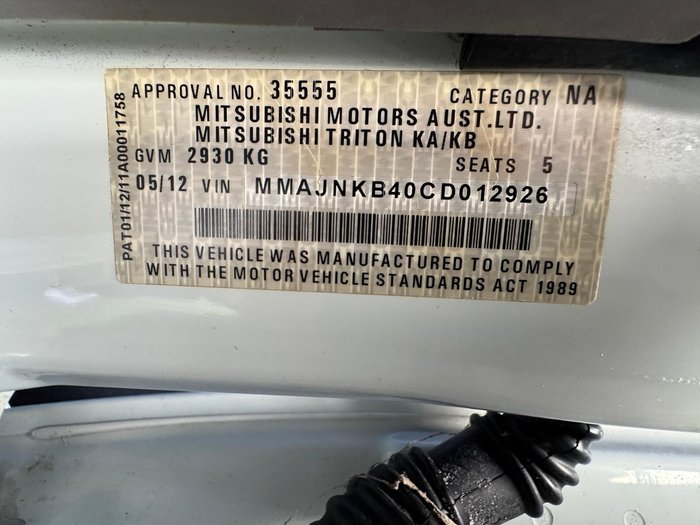 APPROVAL NO. 35555 CATEGORY NA
MITSUBISHI MOTORS AUST.LTD.
MITSUBISHI TRITON KA/KB
GVM 2930 KG SEATS 5
05/12 VIN MMAJNKB40CD012926
THIS VEHICLE WAS MANUFACTURED TO COMPLY
WITH THE MOTOR VEHICLE STANDARDS ACT 1989
PAT01/12/11A00011758